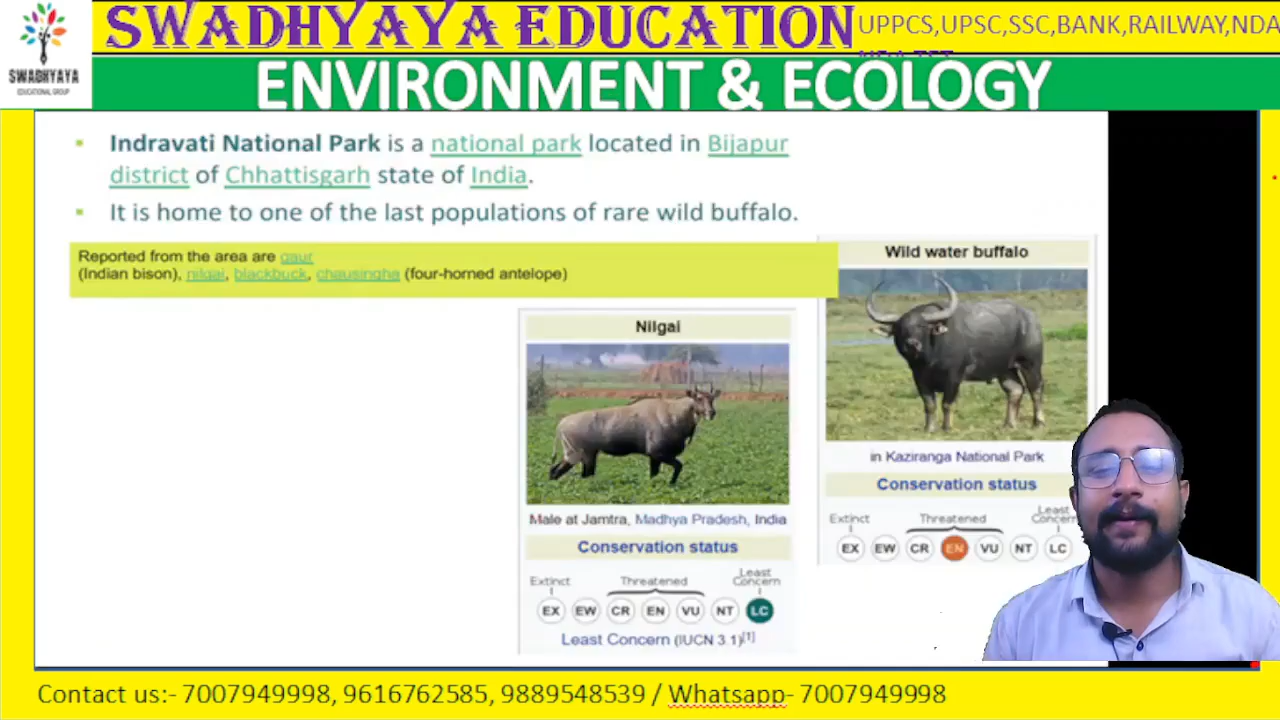 SWADHYAYA EDUCATION
UPPCS,UPSC,SSC,BANK,RAILWAY,NDA
SWADHYAYA
EDUCATIONAL GROUP
ENVIRONMENT & ECOLOGY
Indravati National Park is a national park located in Bijapur
district of Chhattisgarh state of India.
It is home to one of the last populations of rare wild buffalo.
Reported from the area are gaur
(Indian bison), nilgai, blackbuck, chausingha (four-horned antelope)
Wild water buffalo
in Kaziranga National Park
Conservation status
Extinct Threatened Least
Concern
EX EW CR EN VU NT LC
Nilgai
Male at Jamtra, Madhya Pradesh, India
Conservation status
Extinct Threatened Least
Concern
EX EW CR EN VU NT LC
Least Concern (IUCN 3.1)[1]
Contact us:- 7007949998, 9616762585, 9889548539 / Whatsapp- 7007949998